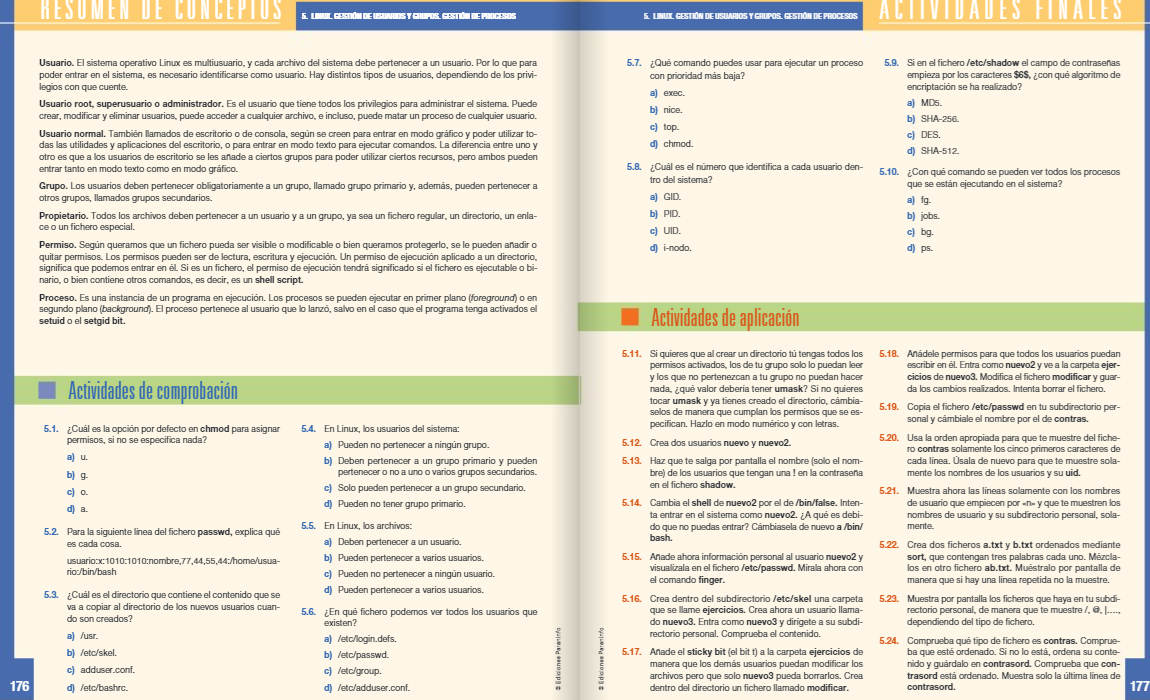 RESUMEN DE CONCEPTOS
5. LINUX. GESTIÓN DE USUARIOS Y GRUPOS. GESTIÓN DE PROCESOS
Usuario. El sistema operativo Linux es multiusuario, y cada archivo del sistema debe pertenecer a un usuario. Por lo que para
poder entrar en el sistema, es necesario identificarse como usuario. Hay distintos tipos de usuarios, dependiendo de los privi-
legios con que cuente.
Usuario root, superusuario o administrador. Es el usuario que tiene todos los privilegios para administrar el sistema. Puede
crear, modificar y eliminar usuarios, puede acceder a cualquier archivo, e incluso, puede matar un proceso de cualquier usuario.
Usuario normal. También llamados de escritorio o de consola, según se creen para entrar en modo gráfico y poder utilizar to-
das las utilidades y aplicaciones del escritorio, o para entrar en modo texto para ejecutar comandos. La diferencia entre uno y
otro es que a los usuarios de escritorio se les añade a ciertos grupos para poder utilizar ciertos recursos, pero ambos pueden
entrar tanto en modo texto como en modo gráfico.
Grupo. Los usuarios deben pertenecer obligatoriamente a un grupo, llamado grupo primario y, además, pueden pertenecer a
otros grupos, llamados grupos secundarios.
Propietario. Todos los archivos deben pertenecer a un usuario y a un grupo, ya sea un fichero regular, un directorio, un enla-
ce o un fichero especial.
Permiso. Según queramos que un fichero pueda ser visible o modificable o bien queramos protegerlo, se le pueden añadir o
quitar permisos. Los permisos pueden ser de lectura, escritura y ejecución. Un permiso de ejecución aplicado a un directorio,
significa que podemos entrar en él. Si es un fichero, el permiso de ejecución tendrá significado si el fichero es ejecutable o bi-
nario, o bien contiene otros comandos, es decir, es un shell script.
Proceso. Es una instancia de un programa en ejecución. Los procesos se pueden ejecutar en primer plano (foreground) o en
segundo plano (background). El proceso pertenece al usuario que lo lanzó, salvo en el caso que el programa tenga activados el
setuid o el setgid bit.
Actividades de comprobación
5.1. ¿Cuál es la opción por defecto en chmod para asignar
permisos, si no se especifica nada?
a) u.
b) g.
c) o.
d) a.
5.2. Para la siguiente línea del fichero passwd, explica qué
es cada cosa.
usuario:x:1010:1010:nombre,77,44,55,44:/home/usua-
rio:/bin/bash
5.3. ¿Cuál es el directorio que contiene el contenido que se
va a copiar al directorio de los nuevos usuarios cuan-
do son creados?
a) /usr.
b) /etc/skel.
c) adduser.conf.
d) /etc/bashrc.
5.4. En Linux, los usuarios del sistema:
a) Pueden no pertenecer a ningún grupo.
b) Deben pertenecer a un grupo primario y pueden
pertenecer o no a uno o varios grupos secundarios.
c) Solo pueden pertenecer a un grupo secundario.
d) Pueden no tener grupo primario.
5.5. En Linux, los archivos:
a) Deben pertenecer a un usuario.
b) Pueden pertenecer a varios usuarios.
c) Pueden no pertenecer a ningún usuario.
d) Pueden pertenecer a varios usuarios.
5.6. ¿En qué fichero podemos ver todos los usuarios que
existen?
a) /etc/login.defs.
b) /etc/passwd.
c) /etc/group.
d) /etc/adduser.conf.
© Ediciones Paraninfo
176
5. LINUX. GESTIÓN DE USUARIOS Y GRUPOS. GESTIÓN DE PROCESOS
ACTIVIDADES FINALES
5.7. ¿Qué comando puedes usar para ejecutar un proceso
con prioridad más baja?
a) exec.
b) nice.
c) top.
d) chmod.
5.8. ¿Cuál es el número que identifica a cada usuario den-
tro del sistema?
a) GID.
b) PID.
c) UID.
d) i-nodo.
5.9. Si en el fichero /etc/shadow el campo de contraseñas
empieza por los caracteres $6$, ¿con qué algoritmo de
encriptación se ha realizado?
a) MD5.
b) SHA-256.
c) DES.
d) SHA-512.
5.10. ¿Con qué comando se pueden ver todos los procesos
que se están ejecutando en el sistema?
a) fg.
b) jobs.
c) bg.
d) ps.
Actividades de aplicación
5.11. Si quieres que al crear un directorio tú tengas todos los
permisos activados, los de tu grupo solo lo puedan leer
y los que no pertenezcan a tu grupo no puedan hacer
nada, ¿qué valor debería tener umask? Si no quieres
tocar umask y ya tienes creado el directorio, cámbia-
selos de manera que cumplan los permisos que se es-
pecifican. Hazlo en modo numérico y con letras.
5.12. Crea dos usuarios nuevo y nuevo2.
5.13. Haz que te salga por pantalla el nombre (solo el nom-
bre) de los usuarios que tengan una ! en la contraseña
en el fichero shadow.
5.14. Cambia el shell de nuevo2 por el de /bin/false. Inten-
ta entrar en el sistema como nuevo2. ¿A qué es debi-
do que no puedas entrar? Cámbiasela de nuevo a /bin/
bash.
5.15. Añade ahora información personal al usuario nuevo2 y
visualízala en el fichero /etc/passwd. Mírala ahora con
el comando finger.
5.16. Crea dentro del subdirectorio /etc/skel una carpeta
que se llame ejercicios. Crea ahora un usuario llama-
do nuevo3. Entra como nuevo3 y dirígete a su subdi-
rectorio personal. Comprueba el contenido.
5.17. Añade el sticky bit (el bit t) a la carpeta ejercicios de
manera que los demás usuarios puedan modificar los
archivos pero que solo nuevo3 pueda borrarlos. Crea
dentro del directorio un fichero llamado modificar.
5.18. Añádele permisos para que todos los usuarios puedan
escribir en él. Entra como nuevo2 y ve a la carpeta ejer-
cicios de nuevo3. Modifica el fichero modificar y guar-
da los cambios realizados. Intenta borrar el fichero.
5.19. Copia el fichero /etc/passwd en tu subdirectorio per-
sonal y cámbiale el nombre por el de contras.
5.20. Usa la orden apropiada para que te muestre del fiche-
ro contras solamente los cinco primeros caracteres de
cada línea. Úsala de nuevo para que te muestre sola-
mente los nombres de los usuarios y su uid.
5.21. Muestra ahora las líneas solamente con los nombres
de usuario que empiecen por «n» y que te muestren los
nombres de usuario y su subdirectorio personal, sola-
mente.
5.22. Crea dos ficheros a.txt y b.txt ordenados mediante
sort, que contengan tres palabras cada uno. Mézcla-
los en otro fichero ab.txt. Muéstralo por pantalla de
manera que si hay una línea repetida no la muestre.
5.23. Muestra por pantalla los ficheros que haya en tu subdi-
rectorio personal, de manera que te muestre /, @, |....,
dependiendo del tipo de fichero.
5.24. Comprueba qué tipo de fichero es contras. Comprue-
ba que esté ordenado. Si no lo está, ordena su conte-
nido y guárdalo en contrasord. Comprueba que con-
trasord está ordenado. Muestra solo la última línea de
contrasord.
© Ediciones Paraninfo
177